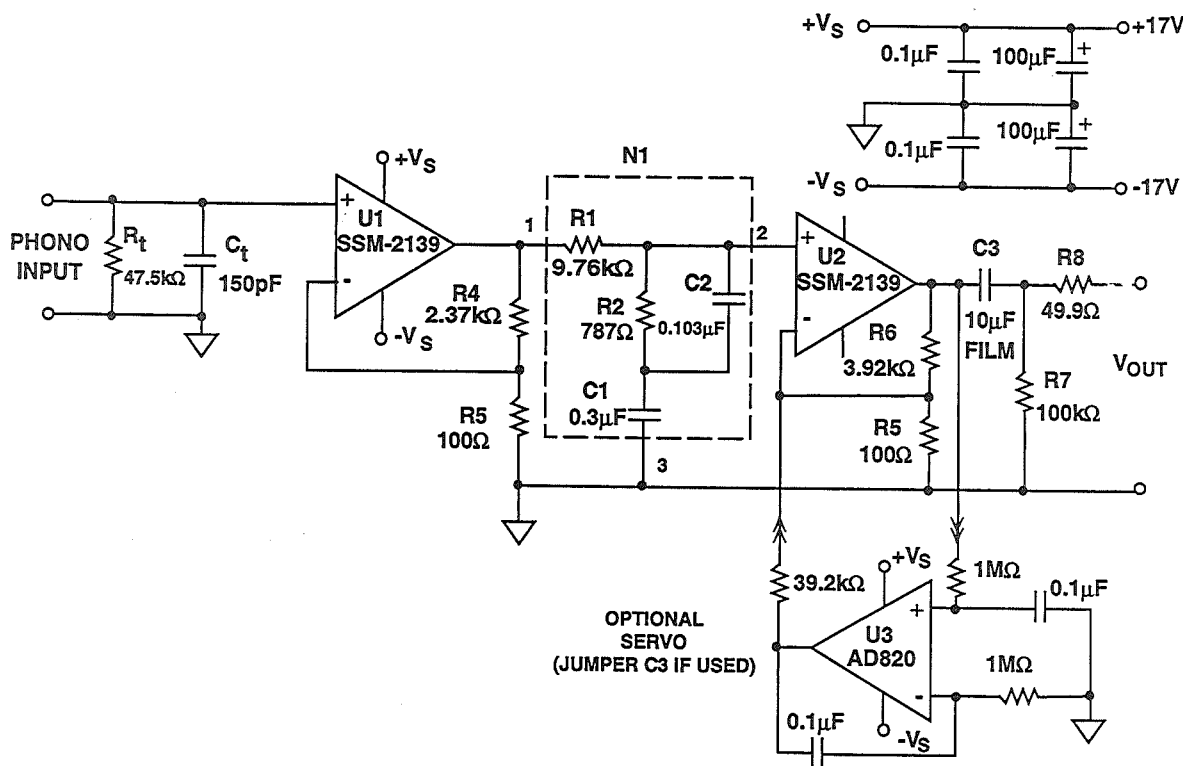 +VS
+17V
0.1µF
100µF
+
+
0.1µF
100µF
-VS
-17V
N1
+VS
PHONO
INPUT
Rt
47.5kΩ
Ct
150pF
+
U1
SSM-2139
-
-VS
R4
2.37kΩ
R5
100Ω
1
R1
9.76kΩ
R2
787Ω
C2
0.103µF
C1
0.3µF
2
3
+
U2
SSM-2139
-
C3
10µF
FILM
R8
49.9Ω
R6
3.92kΩ
R5
100Ω
R7
100kΩ
VOUT
OPTIONAL
SERVO
(JUMPER C3 IF USED)
39.2kΩ
+VS
1MΩ
0.1µF
+
U3
AD820
-
1MΩ
0.1µF
-VS